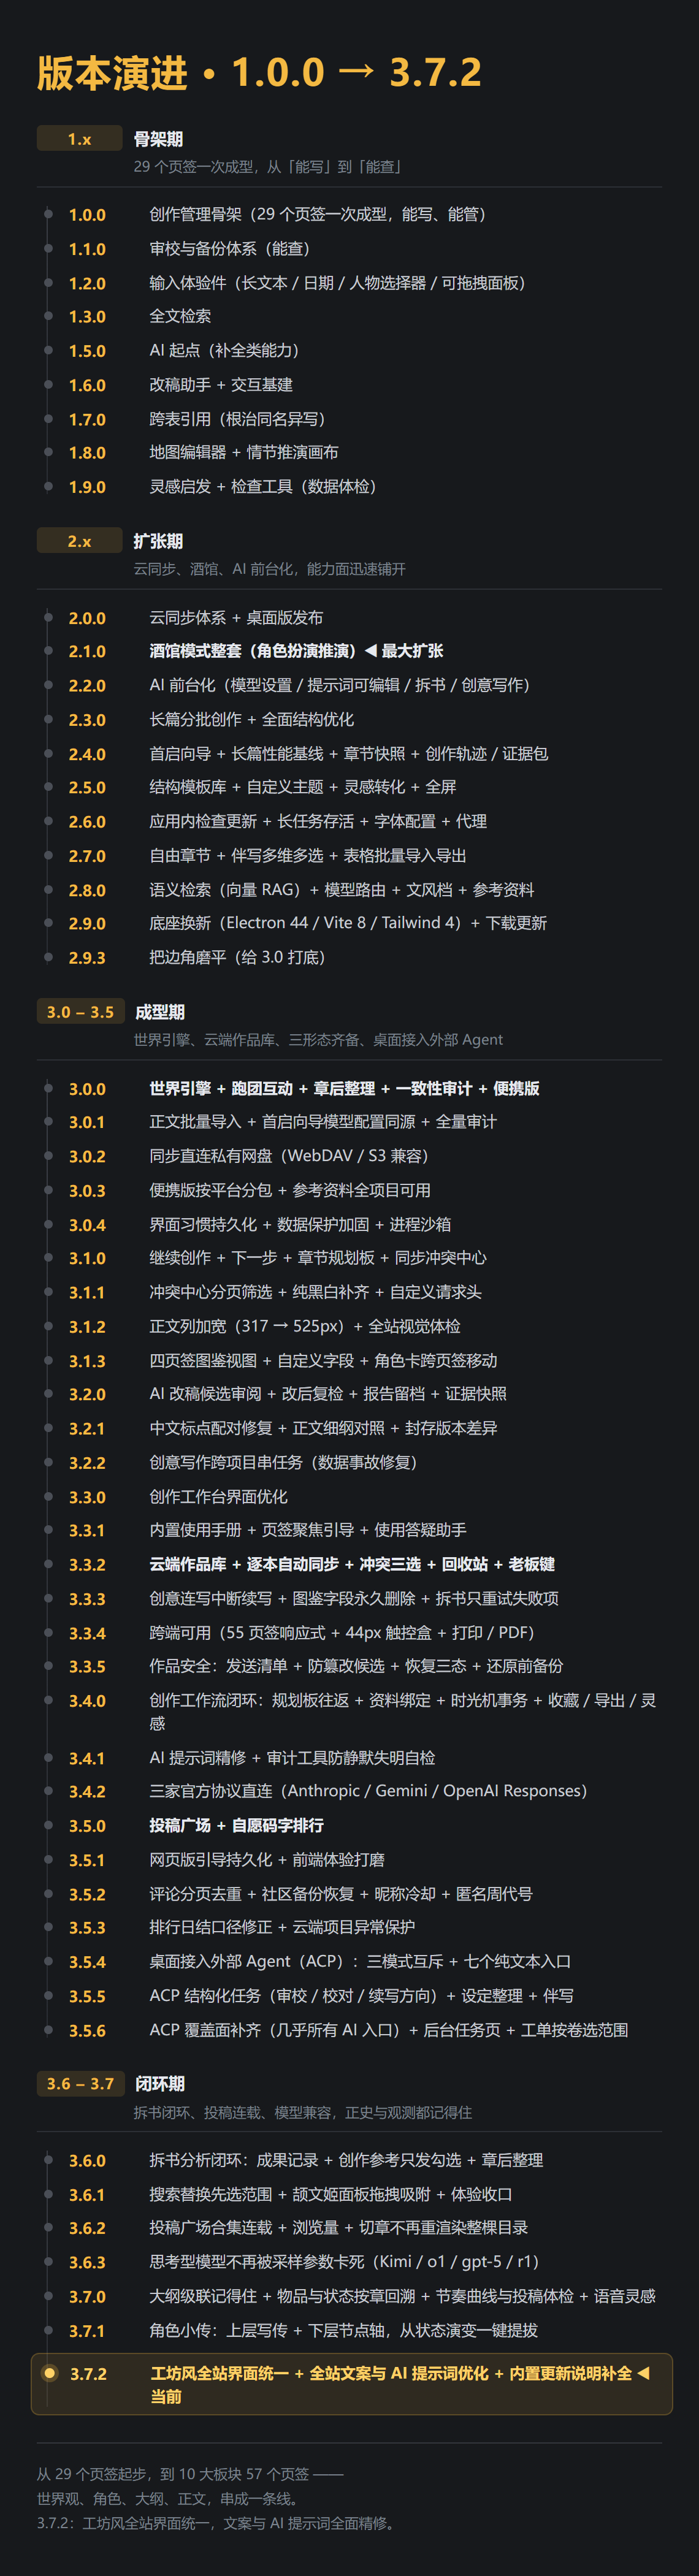 版本演进 · 1.0.0 → 3.7.2
1.x 骨架期
29 个页签一次成型，从「能写」到「能查」
1.0.0 创作管理骨架（29 个页签一次成型，能写、能管）
1.1.0 审校与备份体系（能查）
1.2.0 输入体验件（长文本 / 日期 / 人物选择器 / 可拖拽面板）
1.3.0 全文检索
1.5.0 AI 起点（补全类能力）
1.6.0 改稿助手 + 交互基建
1.7.0 跨表引用（根治同名异写）
1.8.0 地图编辑器 + 情节推演画布
1.9.0 灵感启发 + 检查工具（数据体检）
2.x 扩张期
云同步、酒馆、AI 前台化，能力面迅速铺开
2.0.0 云同步体系 + 桌面版发布
2.1.0 酒馆模式整套（角色扮演推演）◀ 最大扩张
2.2.0 AI 前台化（模型设置 / 提示词可编辑 / 拆书 / 创意写作）
2.3.0 长篇分批创作 + 全面结构优化
2.4.0 首启向导 + 长篇性能基线 + 章节快照 + 创作轨迹 / 证据包
2.5.0 结构模板库 + 自定义主题 + 灵感转化 + 全屏
2.6.0 应用内检查更新 + 长任务存活 + 字体配置 + 代理
2.7.0 自由章节 + 伴写多维多选 + 表格批量导入导出
2.8.0 语义检索（向量 RAG）+ 模型路由 + 文风档 + 参考资料
2.9.0 底座换新（Electron 44 / Vite 8 / Tailwind 4）+ 下载更新
2.9.3 把边角磨平（给 3.0 打底）
3.0 – 3.5 成型期
世界引擎、云端作品库、三形态齐备、桌面接入外部 Agent
3.0.0 世界引擎 + 跑团互动 + 章后整理 + 一致性审计 + 便携版
3.0.1 正文批量导入 + 首启向导模型配置同源 + 全量审计
3.0.2 同步直连私有网盘（WebDAV / S3 兼容）
3.0.3 便携版按平台分包 + 参考资料全项目可用
3.0.4 界面习惯持久化 + 数据保护加固 + 进程沙箱
3.1.0 继续创作 + 下一步 + 章节规划板 + 同步冲突中心
3.1.1 冲突中心分页筛选 + 纯黑白补齐 + 自定义请求头
3.1.2 正文列加宽（317 → 525px）+ 全站视觉体检
3.1.3 四页签图鉴视图 + 自定义字段 + 角色卡跨页签移动
3.2.0 AI 改稿候选审阅 + 改后复检 + 报告留档 + 证据快照
3.2.1 中文标点配对修复 + 正文细纲对照 + 封存版本差异
3.2.2 创意写作跨项目串任务（数据事故修复）
3.3.0 创作工作台界面优化
3.3.1 内置使用手册 + 页签聚焦引导 + 使用答疑助手
3.3.2 云端作品库 + 逐本自动同步 + 冲突三选 + 回收站 + 老板键
3.3.3 创意连写中断续写 + 图鉴字段永久删除 + 拆书只重试失败项
3.3.4 跨端可用（55 页签响应式 + 44px 触控盒 + 打印 / PDF）
3.3.5 作品安全：发送清单 + 防篡改候选 + 恢复三态 + 还原前备份
3.4.0 创作工作流闭环：规划板往返 + 资料绑定 + 时光机事务 + 收藏 / 导出 / 灵
感
3.4.1 AI 提示词精修 + 审计工具防静默失明自检
3.4.2 三家官方协议直连（Anthropic / Gemini / OpenAI Responses）
3.5.0 投稿广场 + 自愿码字排行
3.5.1 网页版引导持久化 + 前端体验打磨
3.5.2 评论分页去重 + 社区备份恢复 + 昵称冷却 + 匿名周代号
3.5.3 排行日结口径修正 + 云端项目异常保护
3.5.4 桌面接入外部 Agent（ACP）：三模式互斥 + 七个纯文本入口
3.5.5 ACP 结构化任务（审校 / 校对 / 续写方向）+ 设定整理 + 伴写
3.5.6 ACP 覆盖面补齐（几乎所有 AI 入口）+ 后台任务页 + 工单按卷选范围
3.6 – 3.7 闭环期
拆书闭环、投稿连载、模型兼容，正史与观测都记得住
3.6.0 拆书分析闭环：成果记录 + 创作参考只发勾选 + 章后整理
3.6.1 搜索替换先选范围 + 颉文姬面板拖拽吸附 + 体验收口
3.6.2 投稿广场合集连载 + 浏览量 + 切章不再重渲染整棵目录
3.6.3 思考型模型不再被采样参数卡死（Kimi / o1 / gpt-5 / r1）
3.7.0 大纲级联记得住 + 物品与状态按章回溯 + 节奏曲线与投稿体检 + 语音灵感
3.7.1 角色小传：上层写传 + 下层节点轴，从状态演变一键提拔
3.7.2 工坊风全站界面统一 + 全站文案与 AI 提示词优化 + 内置更新说明补全 ◀
当前
从 29 个页签起步，到 10 大板块 57 个页签 ——
世界观、角色、大纲、正文，串成一条线。
3.7.2：工坊风全站界面统一，文案与 AI 提示词全面精修。